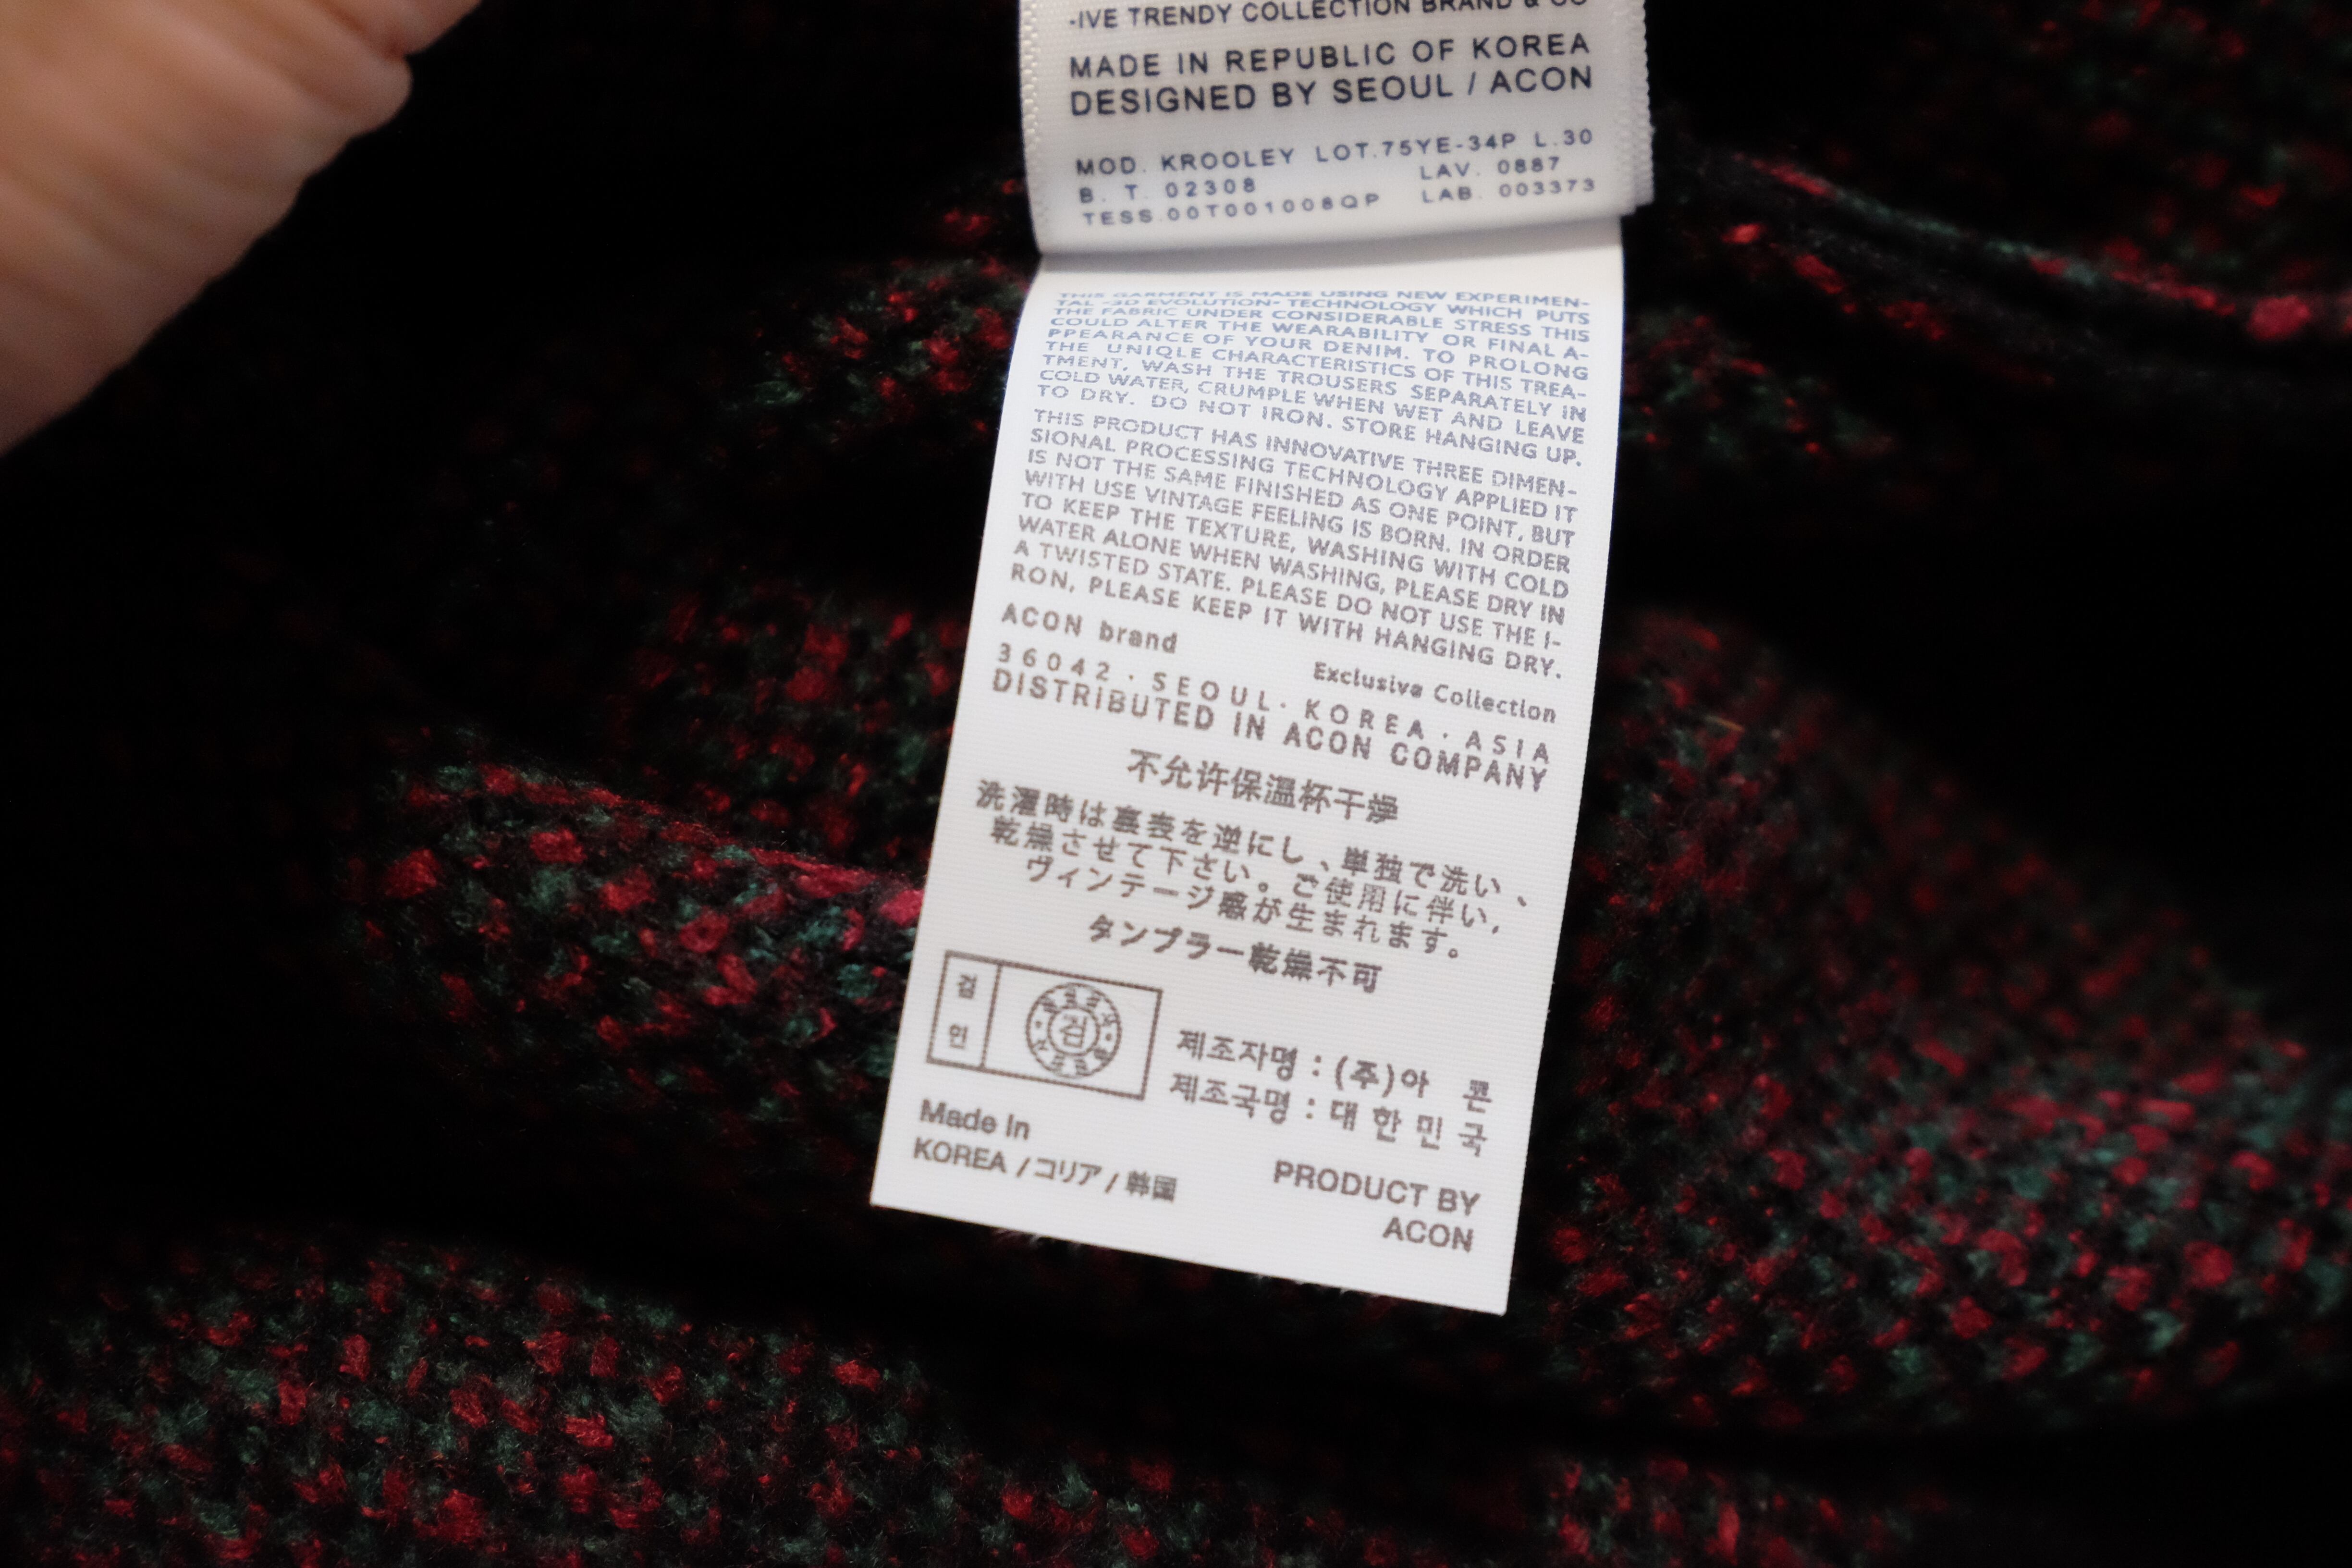 -IVE TRENDY COLLECTION BRAND & CO
MADE IN REPUBLIC OF KOREA
DESIGNED BY SEOUL / ACON
MOD. KROOLEY LOT.75YE-34P L.30
B. T. 02308 LAV. 0887
TESS.00T001008QP LAB. 003373
THIS GARMENT IS MADE USING NEW EXPERIMEN-
TAL -3D EVOLUTION- TECHNOLOGY WHICH PUTS
THE FABRIC UNDER CONSIDERABLE STRESS THIS
COULD ALTER THE WEARABILITY OR FINAL A-
PPEARANCE OF YOUR DENIM. TO PROLONG
THE UNIQLE CHARACTERISTICS OF THIS TREA-
TMENT, WASH THE TROUSERS SEPARATELY IN
COLD WATER, CRUMPLE WHEN WET AND LEAVE
TO DRY. DO NOT IRON. STORE HANGING UP.
THIS PRODUCT HAS INNOVATIVE THREE DIMEN-
SIONAL PROCESSING TECHNOLOGY APPLIED IT
IS NOT THE SAME FINISHED AS ONE POINT, BUT
WITH USE VINTAGE FEELING IS BORN. IN ORDER
TO KEEP THE TEXTURE, WASHING WITH COLD
WATER ALONE WHEN WASHING, PLEASE DRY IN
A TWISTED STATE. PLEASE DO NOT USE THE I-
RON, PLEASE KEEP IT WITH HANGING DRY.
ACON brand
Exclusiva Collection
36042 . SEOUL . KOREA . ASIA
DISTRIBUTED IN ACON COMPANY
不允许保温杯干燥
洗濯時は裏表を逆にし、単独で洗い、
乾燥させて下さい。ご使用に伴い,
ヴィンテージ感が生まれます。
タンプラー乾燥不可
검
인
검
제조자명 : (주)아 콘
제조국명 : 대 한 민 국
Made In
KOREA / コリア / 韓国
PRODUCT BY
ACON